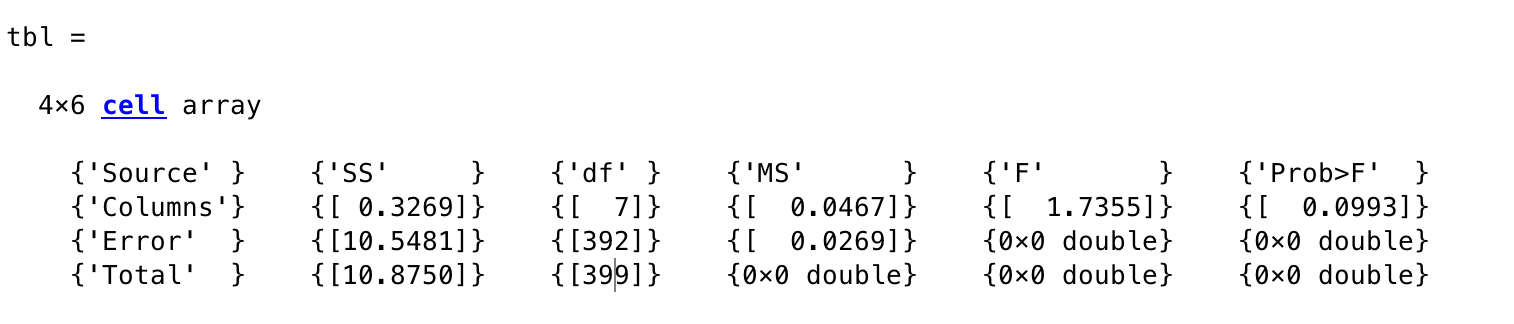 tbl =
4×6 cell array
{'Source' } {'SS' } {'df' } {'MS' } {'F' } {'Prob>F' }
{'Columns'} {[ 0.3269]} {[ 7]} {[ 0.0467]} {[ 1.7355]} {[ 0.0993]}
{'Error' } {[10.5481]} {[392]} {[ 0.0269]} {0×0 double} {0×0 double}
{'Total' } {[10.8750]} {[399]} {0×0 double} {0×0 double} {0×0 double}